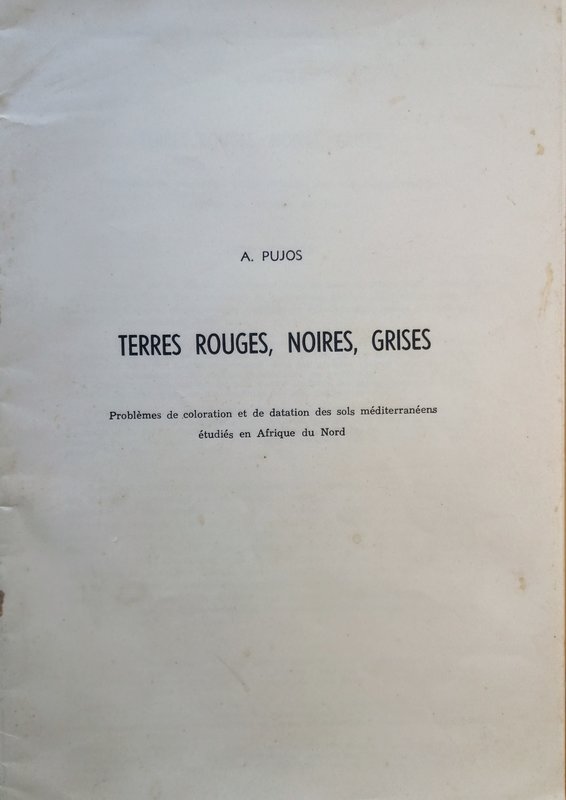 A. PUJOS
TERRES ROUGES, NOIRES, GRISES
Problèmes de coloration et de datation des sols méditerranéens
étudiés en Afrique du Nord